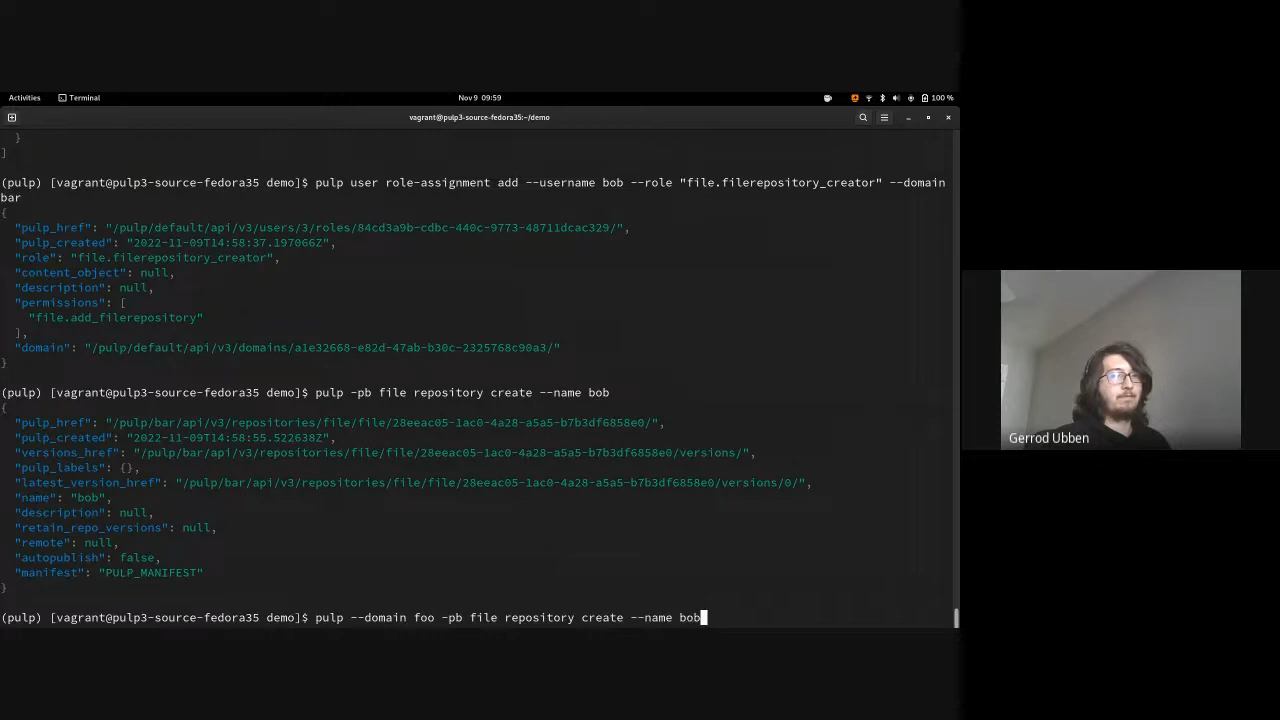 Activities Terminal Nov 9 09:59 100 %
vagrant@pulp3-source-fedora35:~/demo
}
]
(pulp) [vagrant@pulp3-source-fedora35 demo]$ pulp user role-assignment add --username bob --role "file.filerepository_creator" --domain
bar
{
"pulp_href": "/pulp/default/api/v3/users/3/roles/84cd3a9b-cdbc-440c-9773-48711dcac329/",
"pulp_created": "2022-11-09T14:58:37.197066Z",
"role": "file.filerepository_creator",
"content_object": null,
"description": null,
"permissions": [
"file.add_filerepository"
],
"domain": "/pulp/default/api/v3/domains/a1e32668-e82d-47ab-b30c-2325768c90a3/"
}
(pulp) [vagrant@pulp3-source-fedora35 demo]$ pulp -pb file repository create --name bob
{
"pulp_href": "/pulp/bar/api/v3/repositories/file/file/28eeac05-1ac0-4a28-a5a5-b7b3df6858e0/",
"pulp_created": "2022-11-09T14:58:55.522638Z",
"versions_href": "/pulp/bar/api/v3/repositories/file/file/28eeac05-1ac0-4a28-a5a5-b7b3df6858e0/versions/",
"pulp_labels": {},
"latest_version_href": "/pulp/bar/api/v3/repositories/file/file/28eeac05-1ac0-4a28-a5a5-b7b3df6858e0/versions/0/",
"name": "bob",
"description": null,
"retain_repo_versions": null,
"remote": null,
"autopublish": false,
"manifest": "PULP_MANIFEST"
}
(pulp) [vagrant@pulp3-source-fedora35 demo]$ pulp --domain foo -pb file repository create --name bob
Gerrod Ubben